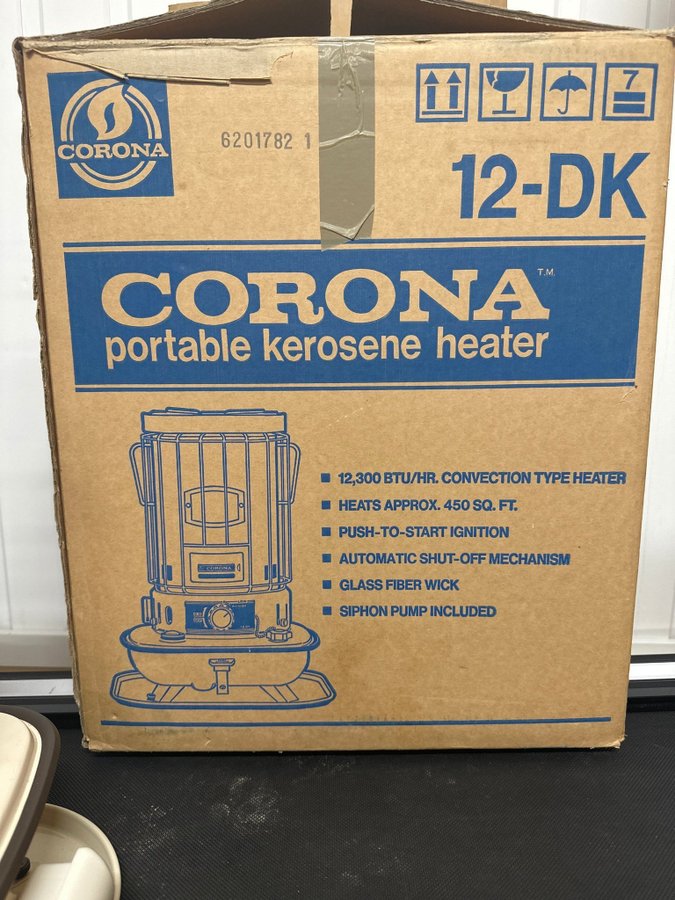 CORONA
6201782 1
7
12-DK
CORONA T.M.
portable kerosene heater
12,300 BTU/HR. CONVECTION TYPE HEATER
HEATS APPROX. 450 SQ. FT.
PUSH-TO-START IGNITION
AUTOMATIC SHUT-OFF MECHANISM
GLASS FIBER WICK
SIPHON PUMP INCLUDED
CORONA